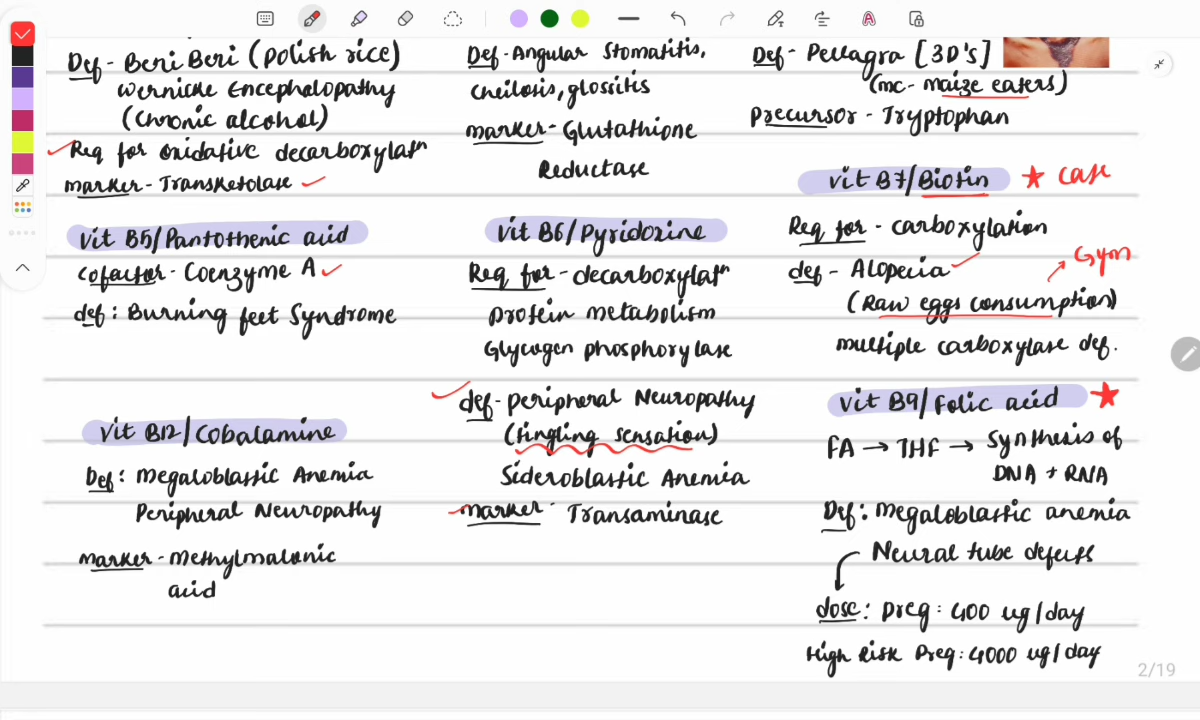 Def - Beri Beri (Polish rice)
Wernicke Encephalopathy
(Chronic alcohol)
Req for oxidative decarboxylatn
marker - Transketolase
Def - Angular Stomatitis,
cheilosis, glossitis
marker - Glutathione
Reductase
Def - Pellagra [3D's]
(mc - maize eaters)
Precursor - Tryptophan
Vit B5/Pantothenic acid
cofactor - Coenzyme A
def: Burning feet Syndrome
Vit B6/Pyridoxine
Req for - decarboxylatn
protein metabolism
Glycogen phosphorylase
def - peripheral Neuropathy
(tingling sensation)
Sideroblastic Anemia
marker - Transaminase
Vit B7/Biotin ★ Case
Req for - carboxylation
def - Alopecia → Gym
(Raw eggs consumption)
multiple carboxylase def.
Vit B12/Cobalamine
Def: Megaloblastic Anemia
Peripheral Neuropathy
marker - Methylmalonic
acid
Vit B9/Folic acid ★
FA → THF → Synthesis of
DNA + RNA
Def: megaloblastic anemia
Neural tube defects
dose: Preg: 400 ug/day
High Risk Preg: 4000 ug/day
2/19